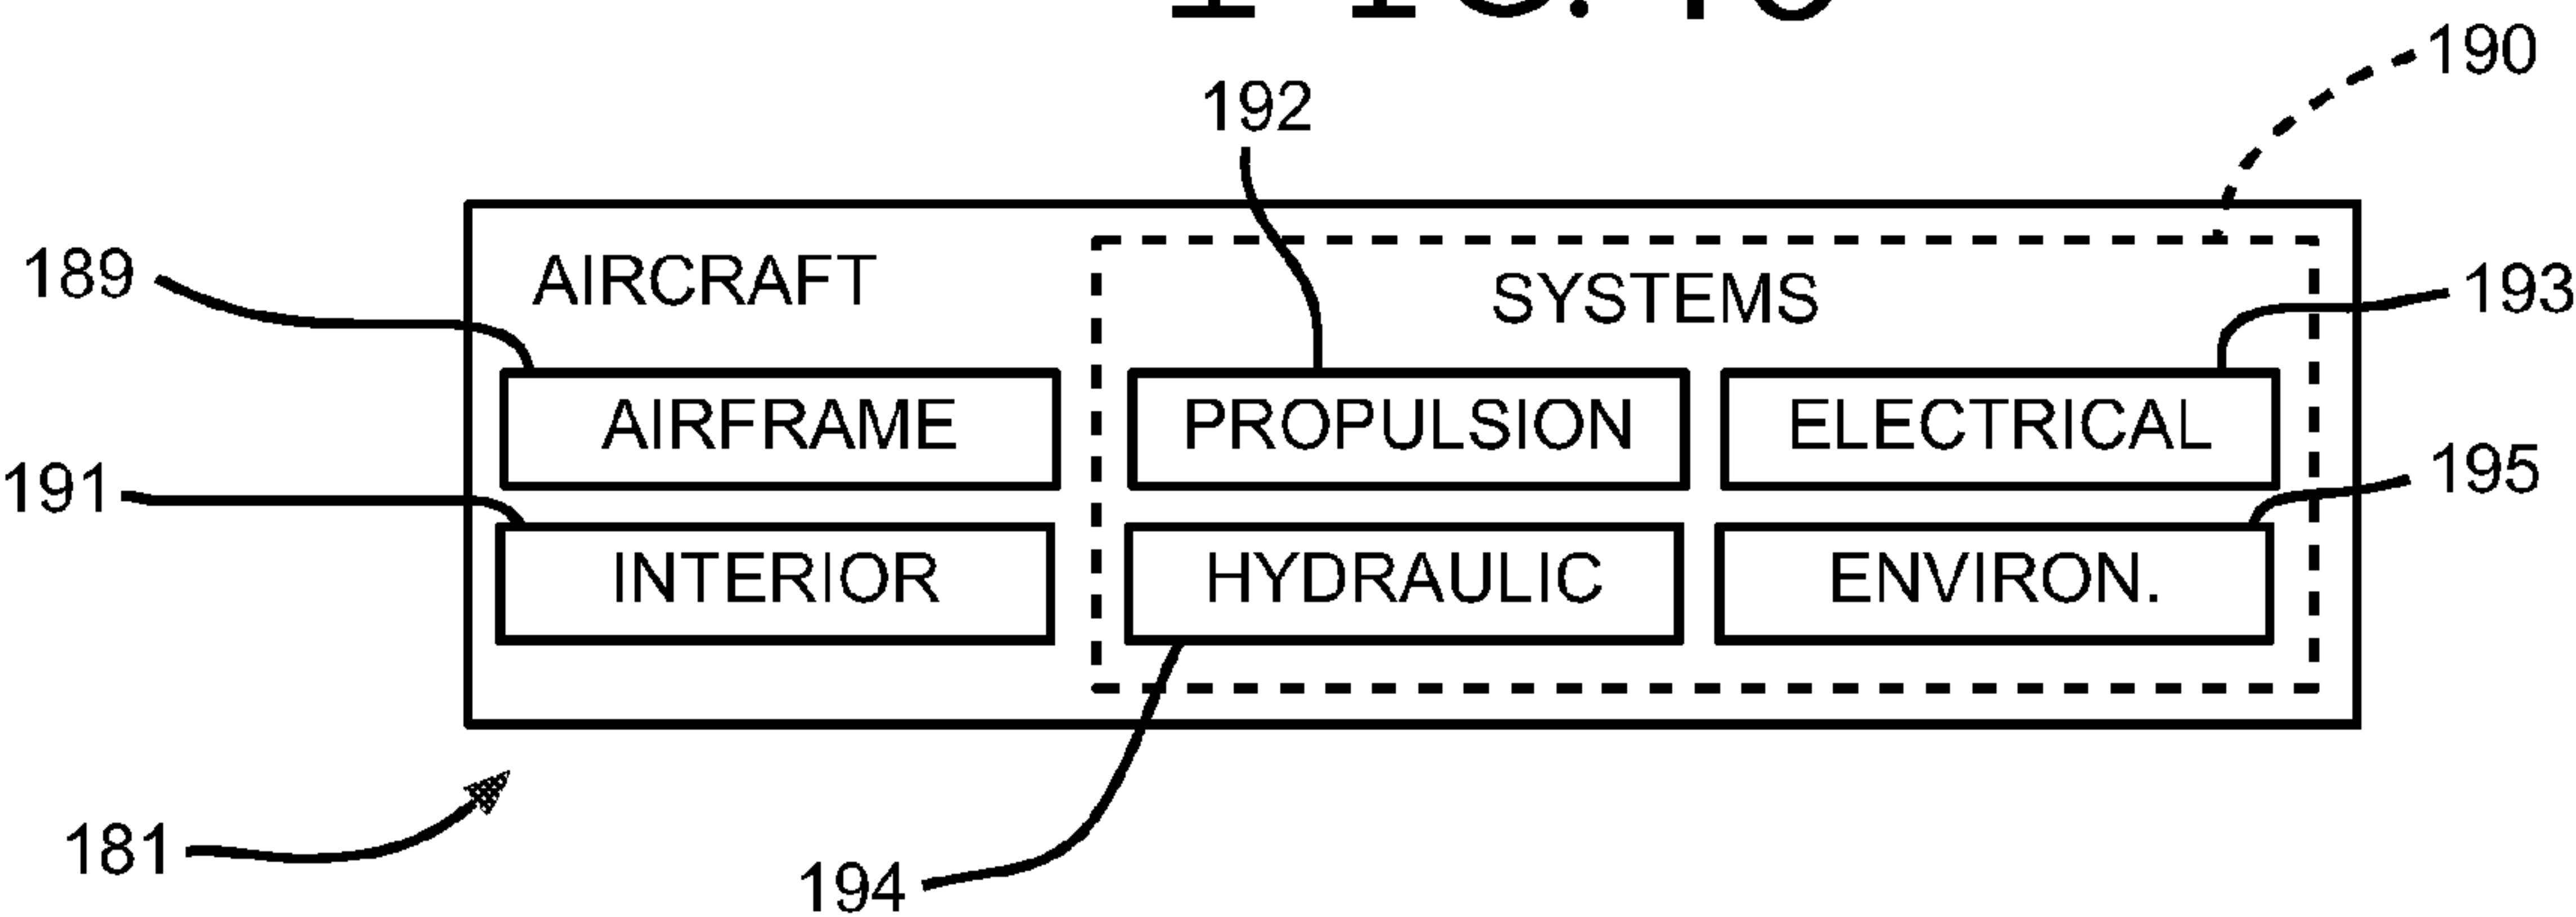 190
192
189
AIRCRAFT
SYSTEMS
193
AIRFRAME
PROPULSION
ELECTRICAL
191
195
INTERIOR
HYDRAULIC
ENVIRON.
181
194